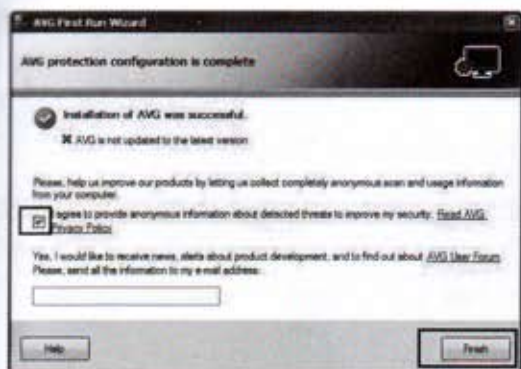 AVG First Run Wizard
AVG protection configuration is complete
Installation of AVG was successful.
AVG is not updated to the latest version
Please, help us improve our products by letting us collect completely anonymous scan and usage information
from your computer.
I agree to provide anonymous information about detected threats to improve my security. Read AVG
Privacy Policy
Yes, I would like to receive news, alerts about product development, and to find out about AVG User Forum
Please, send all the information to my e-mail address:
Help
Finish